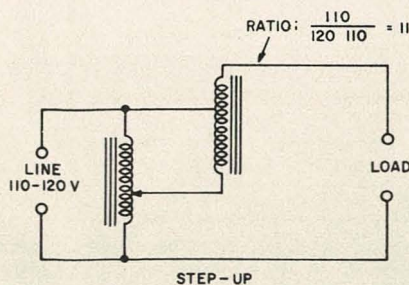 RATIO: 110
120 110 = 11
LINE
110-120 V
LOAD
STEP-UP